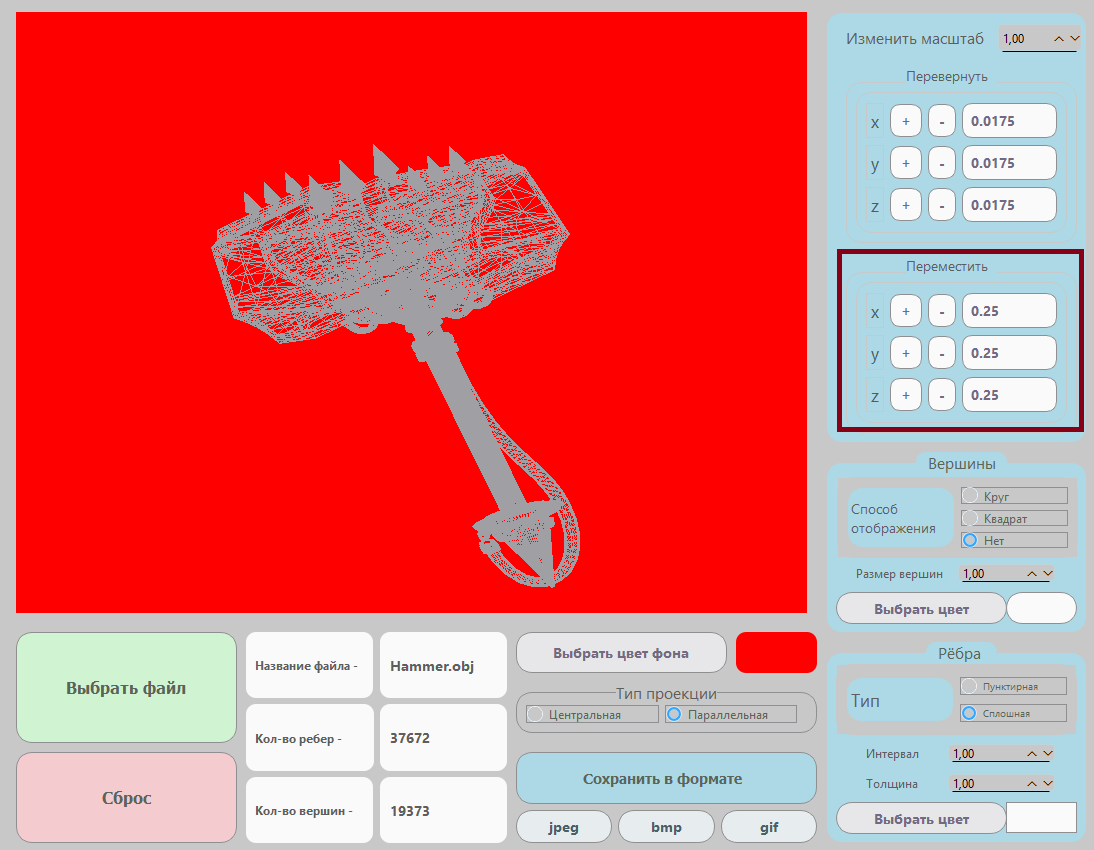 Изменить масштаб 1,00
Перевернуть
x + - 0.0175
y + - 0.0175
z + - 0.0175
Переместить
x + - 0.25
y + - 0.25
z + - 0.25
Вершины
Способ
отображения
Круг
Квадрат
Нет
Размер вершин 1,00
Выбрать цвет
Рёбра
Тип
Пунктирная
Сплошная
Интервал 1,00
Толщина 1,00
Выбрать цвет
Выбрать файл
Сброс
Название файла - Hammer.obj
Кол-во ребер - 37672
Кол-во вершин - 19373
Выбрать цвет фона
Тип проекции
Центральная Параллельная
Сохранить в формате
jpeg bmp gif